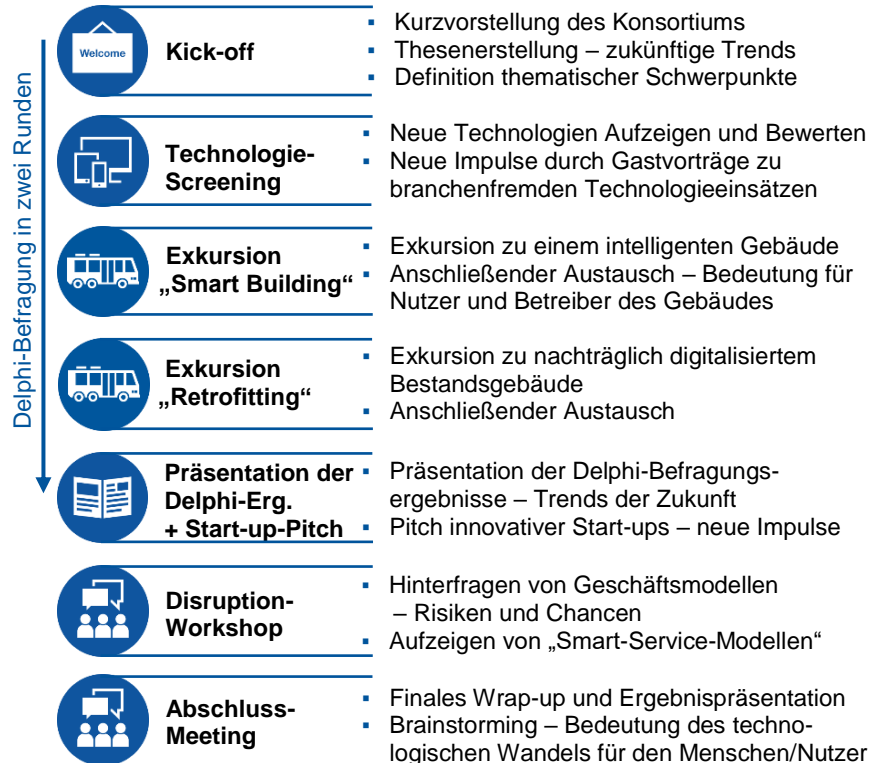 Delphi-Befragung in zwei Runden
Welcome
Kick-off
▪ Kurzvorstellung des Konsortiums
▪ Thesenerstellung – zukünftige Trends
▪ Definition thematischer Schwerpunkte
Technologie-
Screening
▪ Neue Technologien Aufzeigen und Bewerten
▪ Neue Impulse durch Gastvorträge zu
branchenfremden Technologieeinsätzen
Exkursion
„Smart Building“
▪ Exkursion zu einem intelligenten Gebäude
▪ Anschließender Austausch – Bedeutung für
Nutzer und Betreiber des Gebäudes
Exkursion
„Retrofitting“
▪ Exkursion zu nachträglich digitalisiertem
Bestandsgebäude
▪ Anschließender Austausch
Präsentation der
Delphi-Erg.
+ Start-up-Pitch
▪ Präsentation der Delphi-Befragungs-
ergebnisse – Trends der Zukunft
▪ Pitch innovativer Start-ups – neue Impulse
Disruption-
Workshop
▪ Hinterfragen von Geschäftsmodellen
– Risiken und Chancen
▪ Aufzeigen von „Smart-Service-Modellen“
Abschluss-
Meeting
▪ Finales Wrap-up und Ergebnispräsentation
▪ Brainstorming – Bedeutung des techno-
logischen Wandels für den Menschen/Nutzer